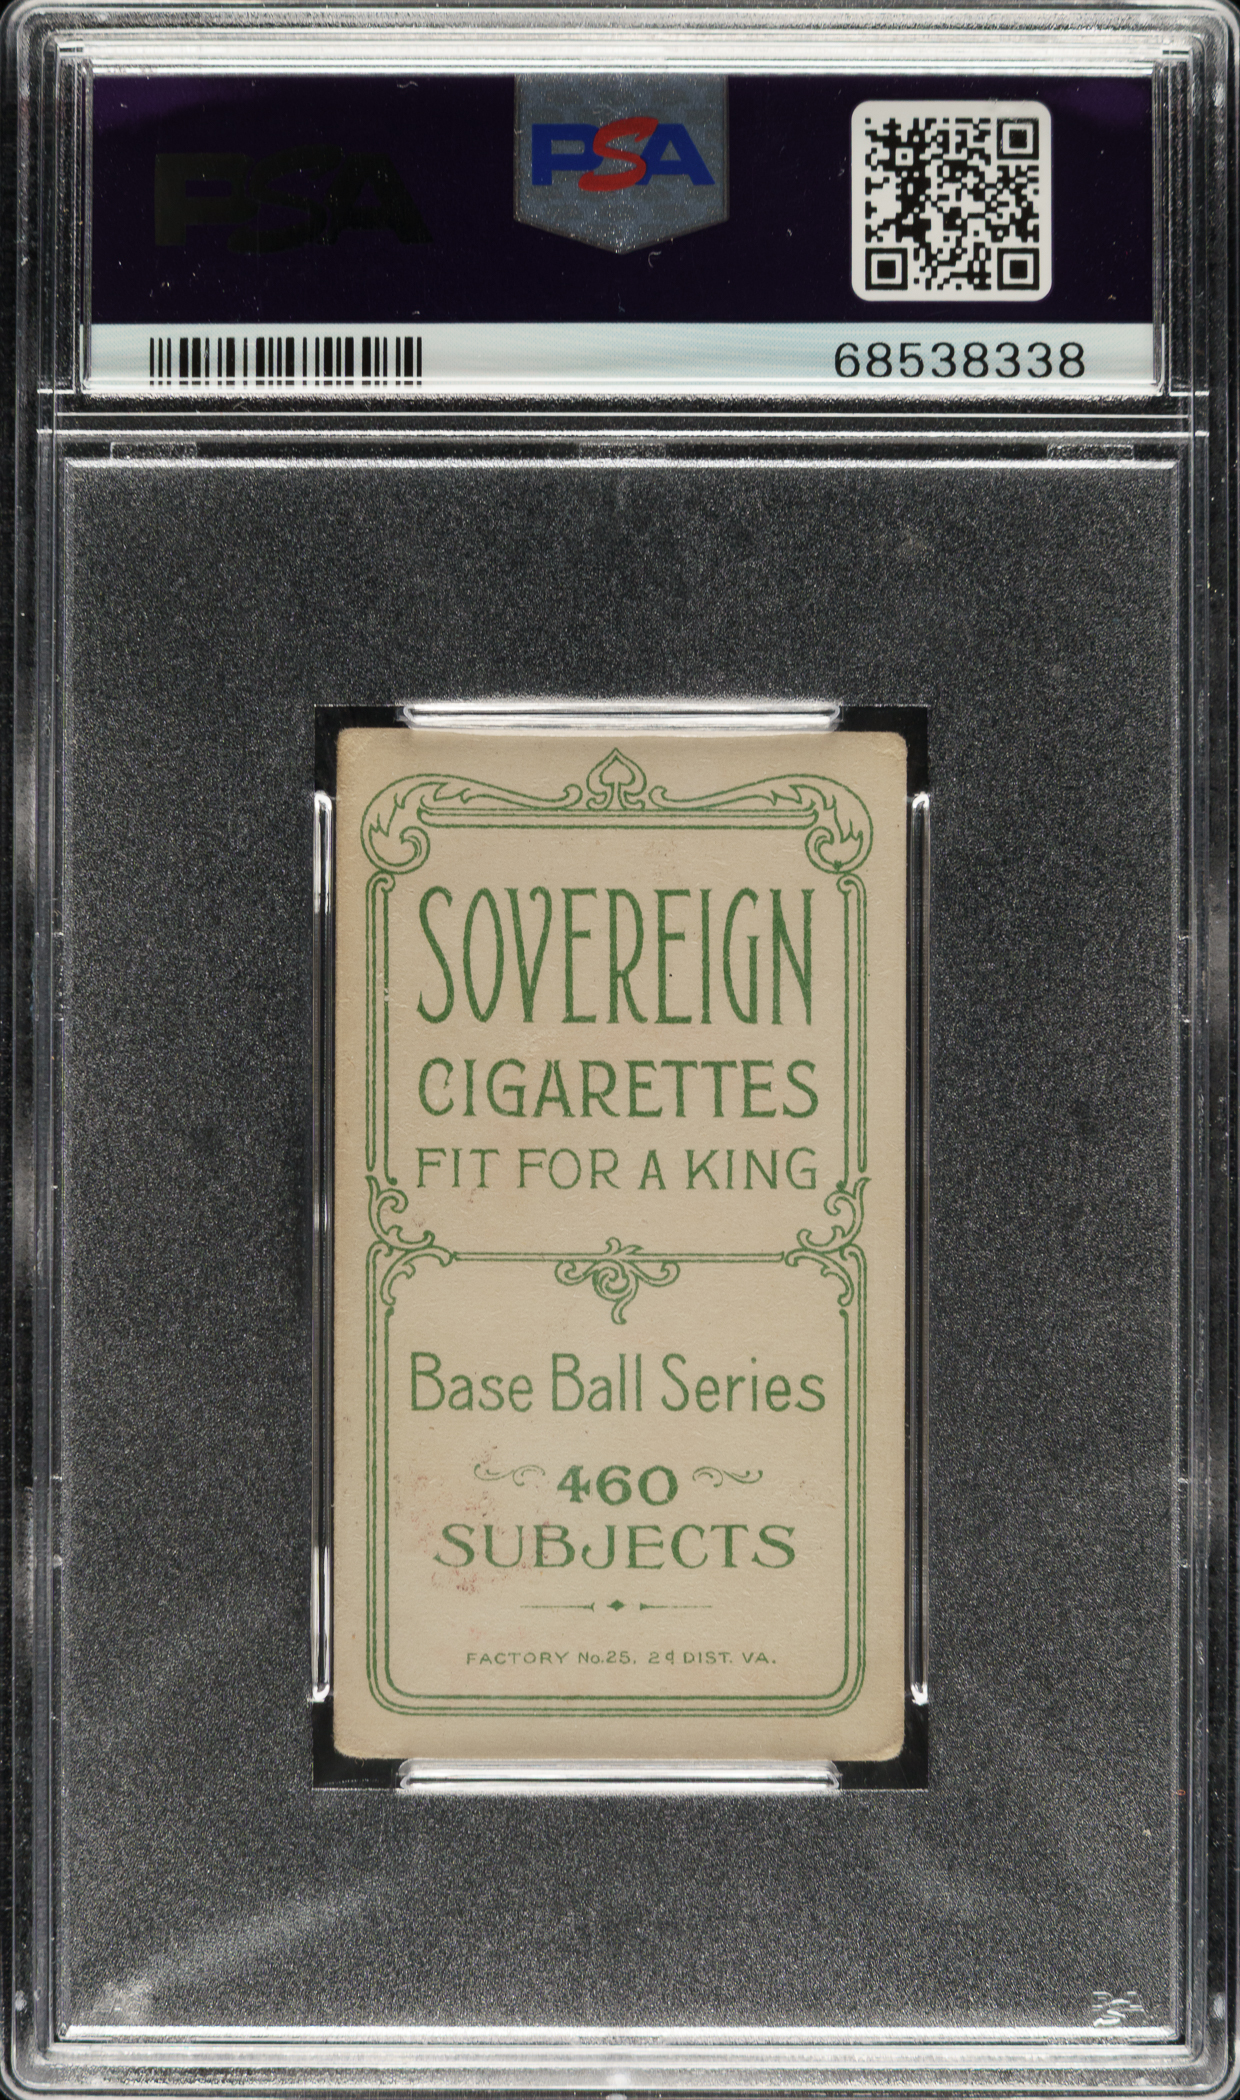 PSA
PSA
68538338
SOVEREIGN
CIGARETTES
FIT FOR A KING
Base Ball Series
460
SUBJECTS
FACTORY No.25, 2d DIST. VA.